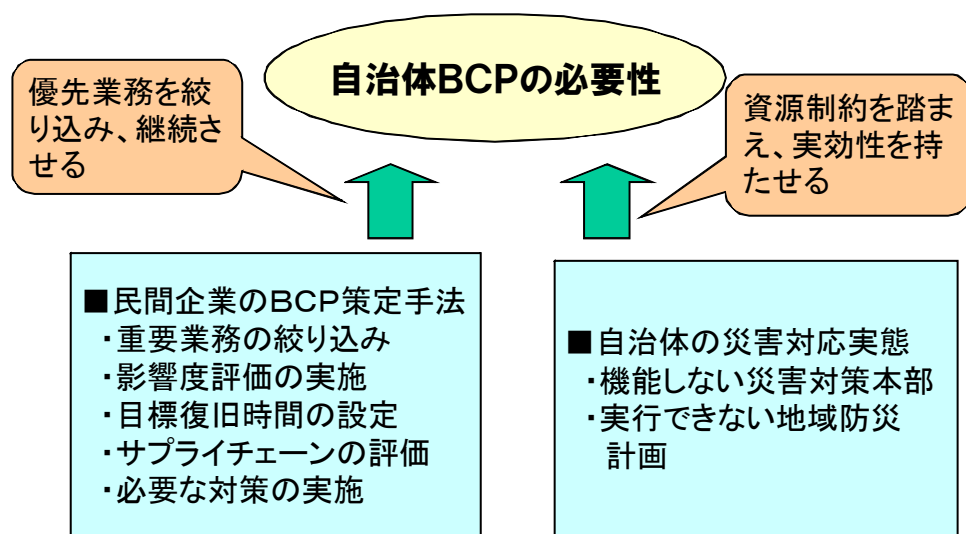 自治体BCPの必要性
優先業務を絞
り込み、継続さ
せる
資源制約を踏ま
え、実効性を持
たせる
■民間企業のBCP策定手法
・重要業務の絞り込み
・影響度評価の実施
・目標復旧時間の設定
・サプライチェーンの評価
・必要な対策の実施
■自治体の災害対応実態
・機能しない災害対策本部
・実行できない地域防災
計画